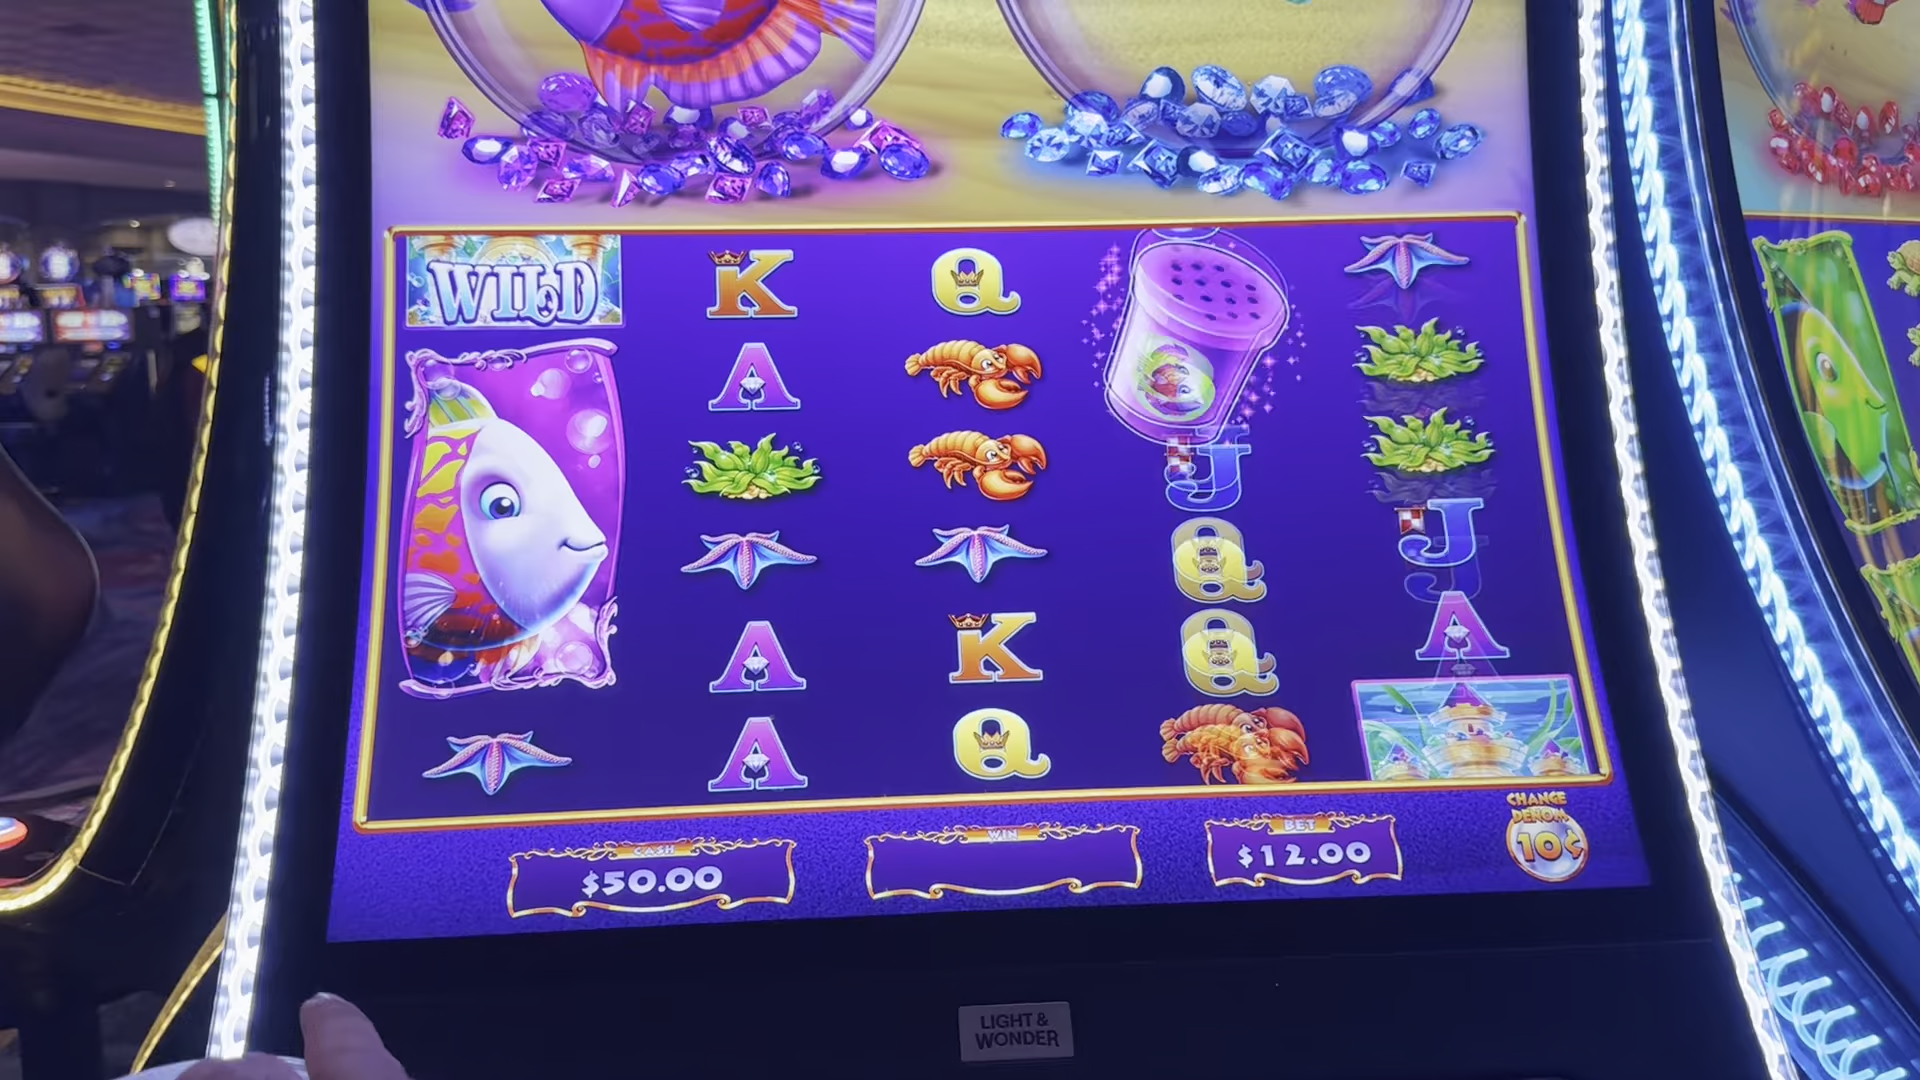 WILD
K
Q
A
J
Q
A
J
A
K
Q
A
Q
CASH
$50.00
WIN
BET
$12.00
CHANGE
DENOM
10¢
LIGHT &
WONDER